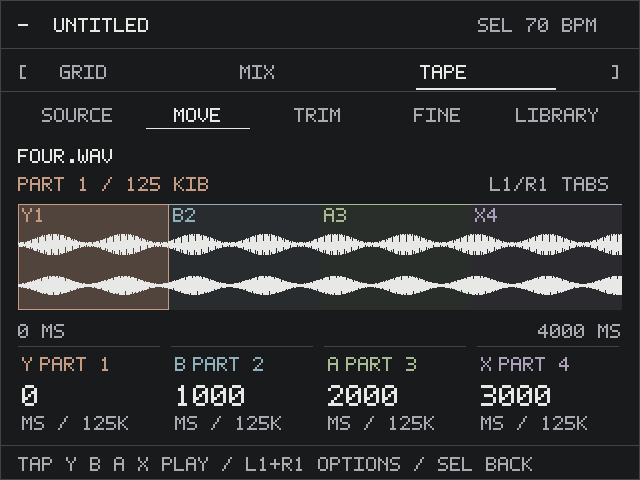 – UNTITLED SEL 70 BPM
[ GRID MIX TAPE ]
SOURCE MOVE TRIM FINE LIBRARY
FOUR.WAV
PART 1 / 125 KIB L1/R1 TABS
Y1 B2 A3 X4
0 MS 4000 MS
Y PART 1 B PART 2 A PART 3 X PART 4
0 1000 2000 3000
MS / 125K MS / 125K MS / 125K MS / 125K
TAP Y B A X PLAY / L1+R1 OPTIONS / SEL BACK